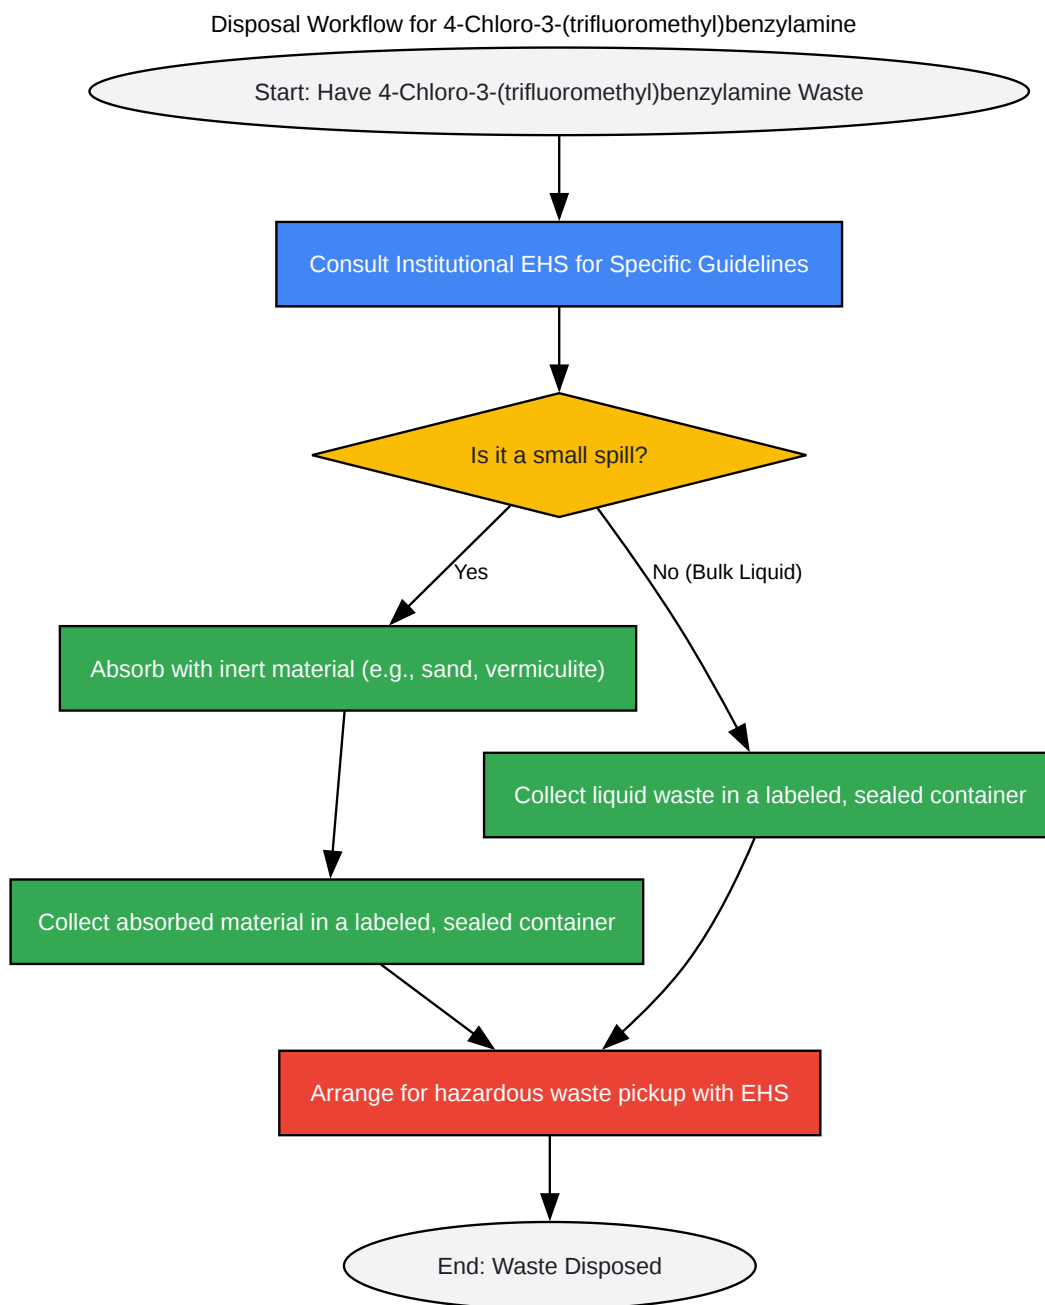 Disposal Workflow for 4-Chloro-3-(trifluoromethyl)benzylamine
Start: Have 4-Chloro-3-(trifluoromethyl)benzylamine Waste
Consult Institutional EHS for Specific Guidelines
Is it a small spill?
Yes
No (Bulk Liquid)
Absorb with inert material (e.g., sand, vermiculite)
Collect liquid waste in a labeled, sealed container
Collect absorbed material in a labeled, sealed container
Arrange for hazardous waste pickup with EHS
End: Waste Disposed